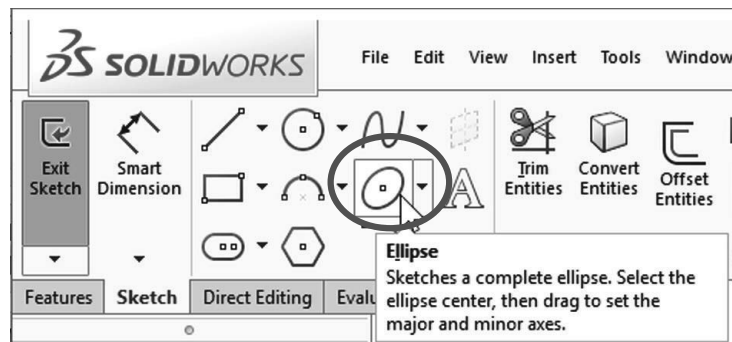 SOLIDWORKS
File Edit View Insert Tools Window
Exit Sketch
Smart Dimension
A
Trim Entities
Convert Entities
Offset Entities
Ellipse
Sketches a complete ellipse. Select the
ellipse center, then drag to set the
major and minor axes.
Features Sketch Direct Editing Evalu